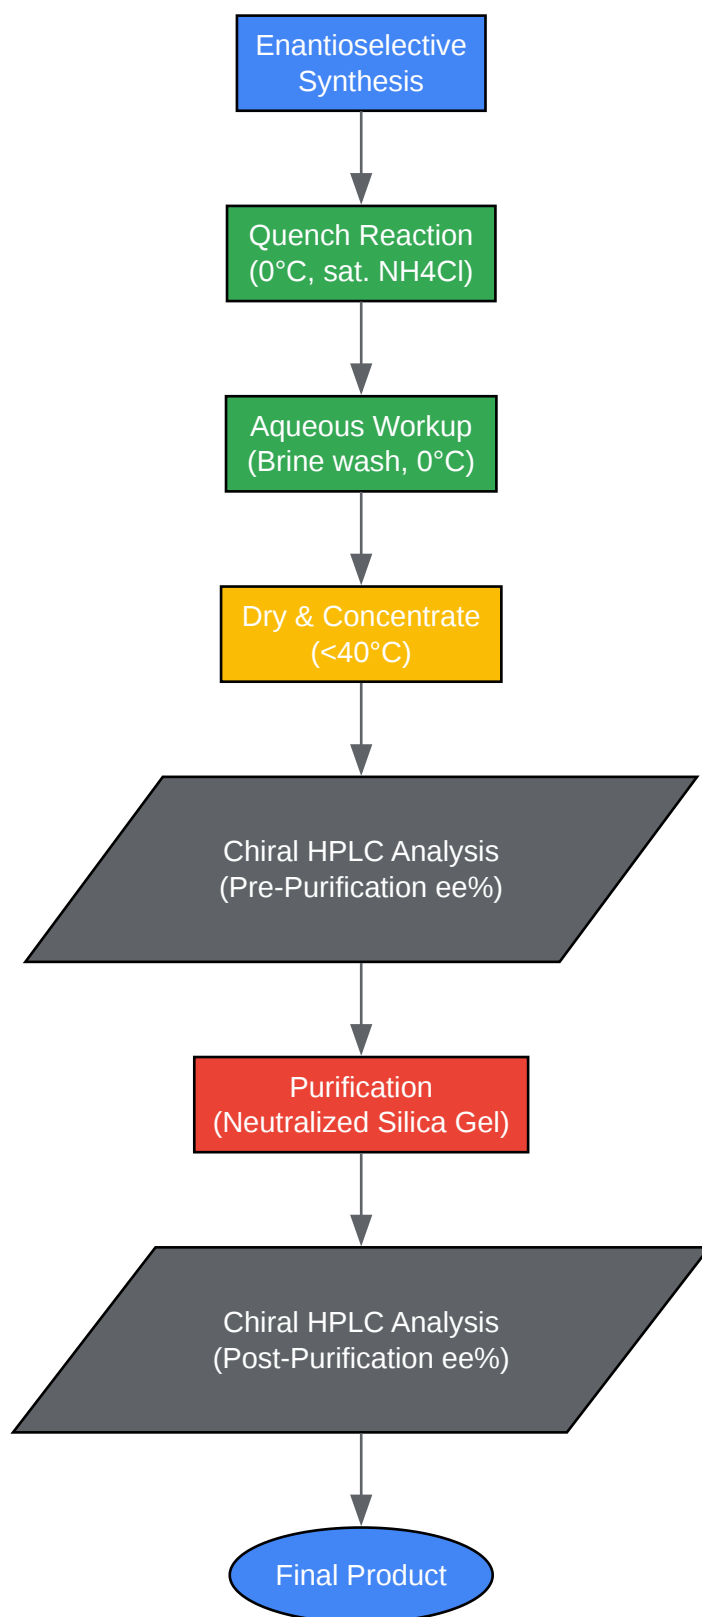 Enantioselective
Synthesis
Quench Reaction
(0°C, sat. NH4Cl)
Aqueous Workup
(Brine wash, 0°C)
Dry & Concentrate
(<40°C)
Chiral HPLC Analysis
(Pre-Purification ee%)
Purification
(Neutralized Silica Gel)
Chiral HPLC Analysis
(Post-Purification ee%)
Final Product